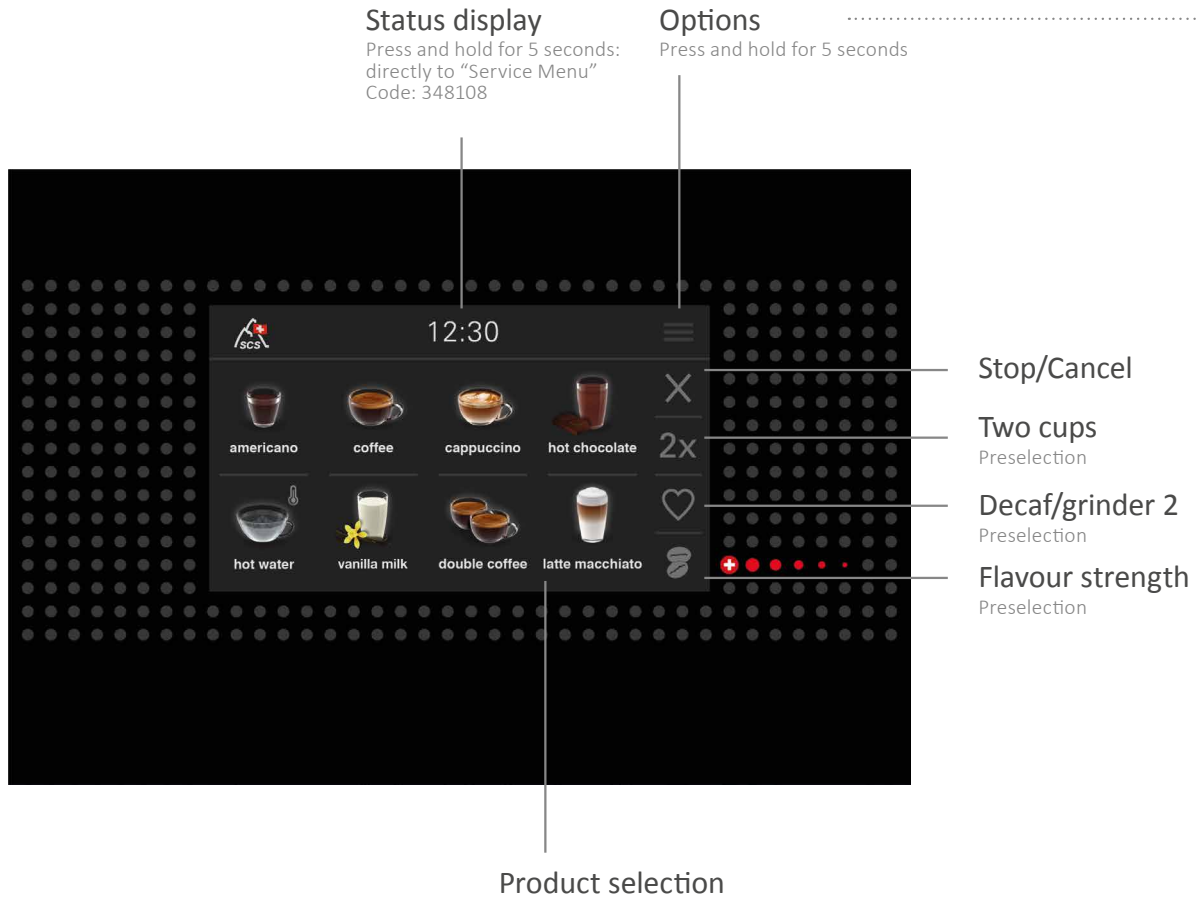 Status display
Press and hold for 5 seconds:
directly to “Service Menu”
Code: 348108
Options
Press and hold for 5 seconds
scs
12:30
americano
coffee
cappuccino
hot chocolate
2x
hot water
vanilla milk
double coffee
latte macchiato
Stop/Cancel
Two cups
Preselection
Decaf/grinder 2
Preselection
Flavour strength
Preselection
Product selection